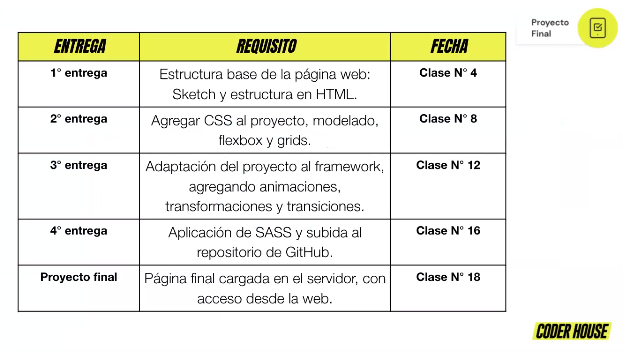 Proyecto
Final
ENTREGA REQUISITO FECHA
1° entrega Estructura base de la página web: Clase N° 4
Sketch y estructura en HTML.
2° entrega Agregar CSS al proyecto, modelado, Clase N° 8
flexbox y grids.
3° entrega Adaptación del proyecto al framework, Clase N° 12
agregando animaciones,
transformaciones y transiciones.
4° entrega Aplicación de SASS y subida al Clase N° 16
repositorio de GitHub.
Proyecto final Página final cargada en el servidor, con Clase N° 18
acceso desde la web.
CODER HOUSE